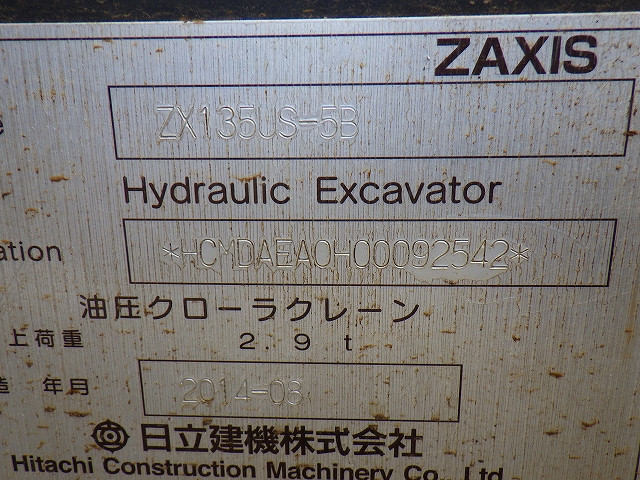 ZAXIS
ZX135US-5B
Hydraulic Excavator
ation *HCMDAEA0H00092542*
油圧クローラクレーン
上荷重 2.9 t
年月 2014-08
日立建機株式会社
Hitachi Construction Machinery Co., Ltd